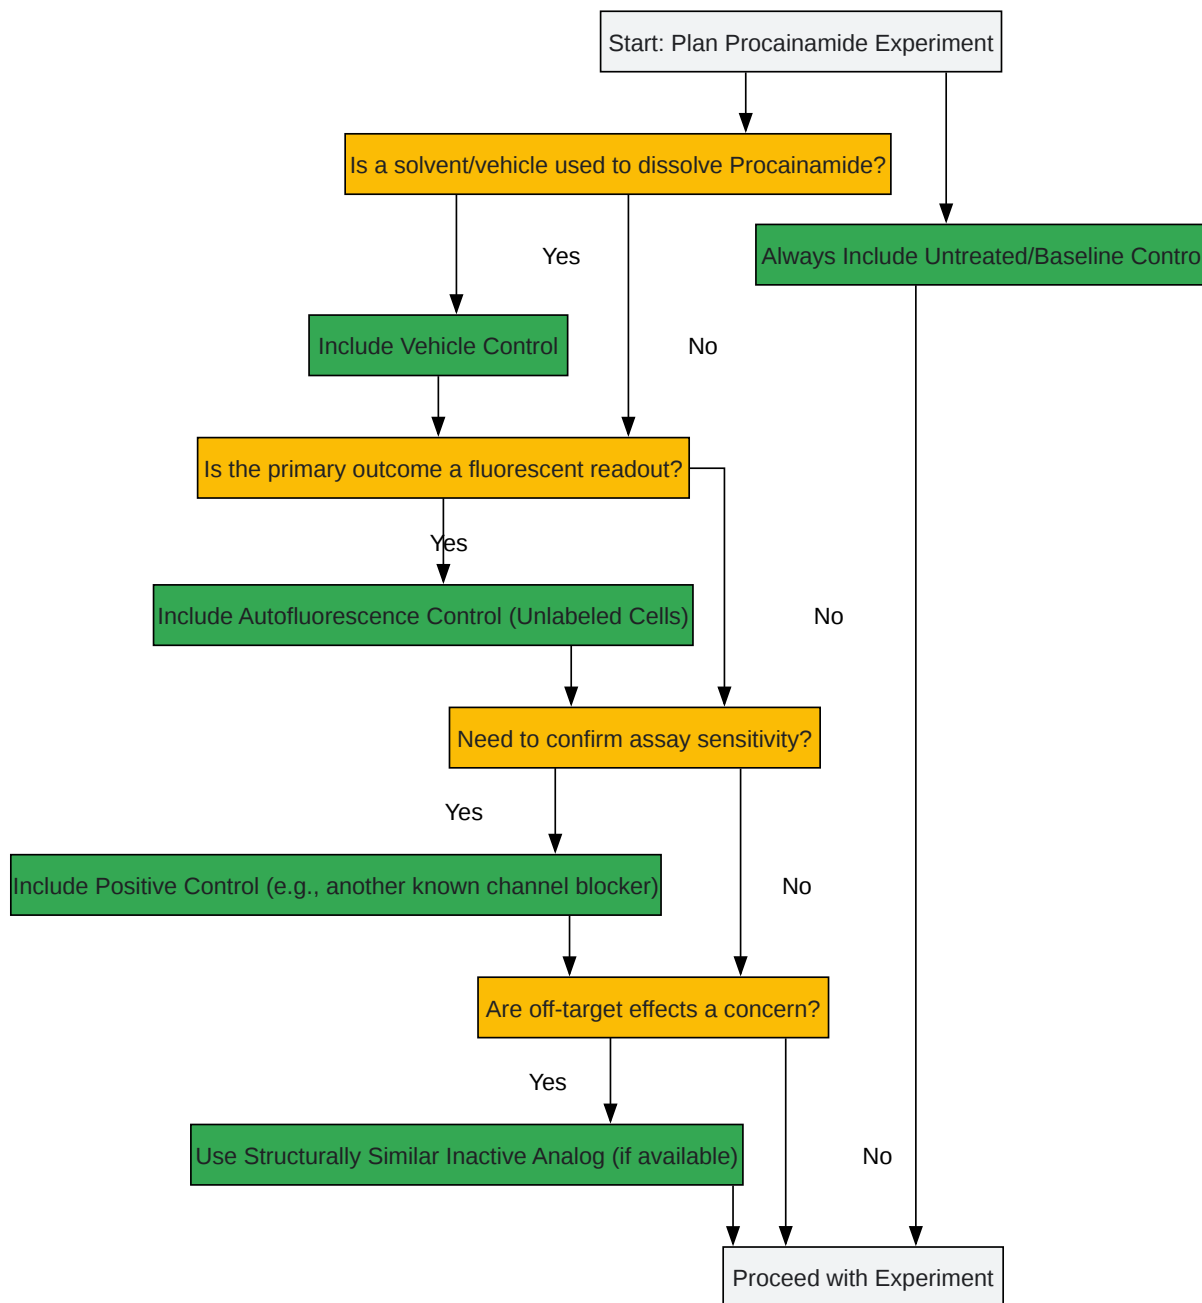 Start: Plan Procainamide Experiment
Is a solvent/vehicle used to dissolve Procainamide?
Yes
Always Include Untreated/Baseline Contro
Include Vehicle Control
No
Is the primary outcome a fluorescent readout?
Yes
Include Autofluorescence Control (Unlabeled Cells)
No
Need to confirm assay sensitivity?
Yes
Include Positive Control (e.g., another known channel blocker)
No
Are off-target effects a concern?
Yes
Use Structurally Similar Inactive Analog (if available)
No
Proceed with Experiment